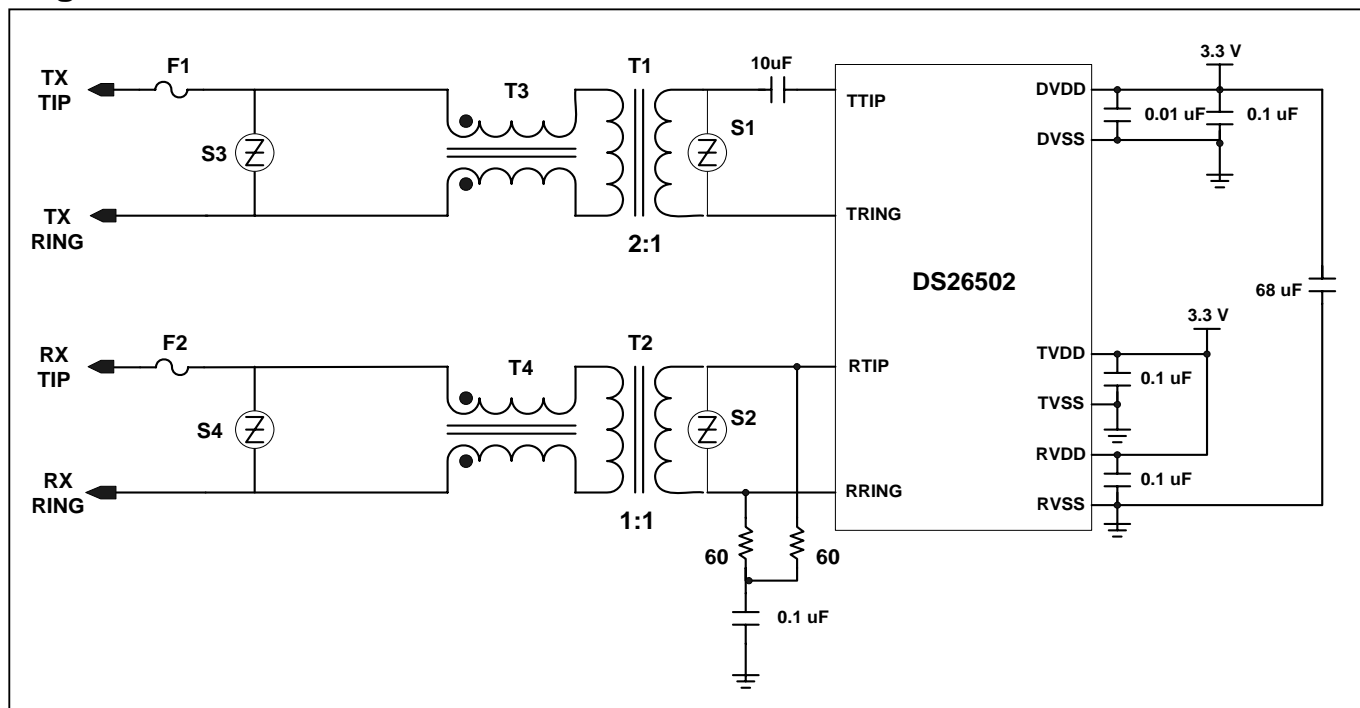 TX
TIP
F1
S3
T3
T1
S1
10uF
TX
RING
2:1
TTIP
TRING
DS26502
DVDD
DVSS
0.01 uF
3.3 V
0.1 uF
68 uF
3.3 V
TVDD
TVSS
0.1 uF
RVDD
RVSS
0.1 uF
RX
TIP
F2
S4
T4
T2
S2
RX
RING
1:1
RTIP
RRING
60
60
0.1 uF